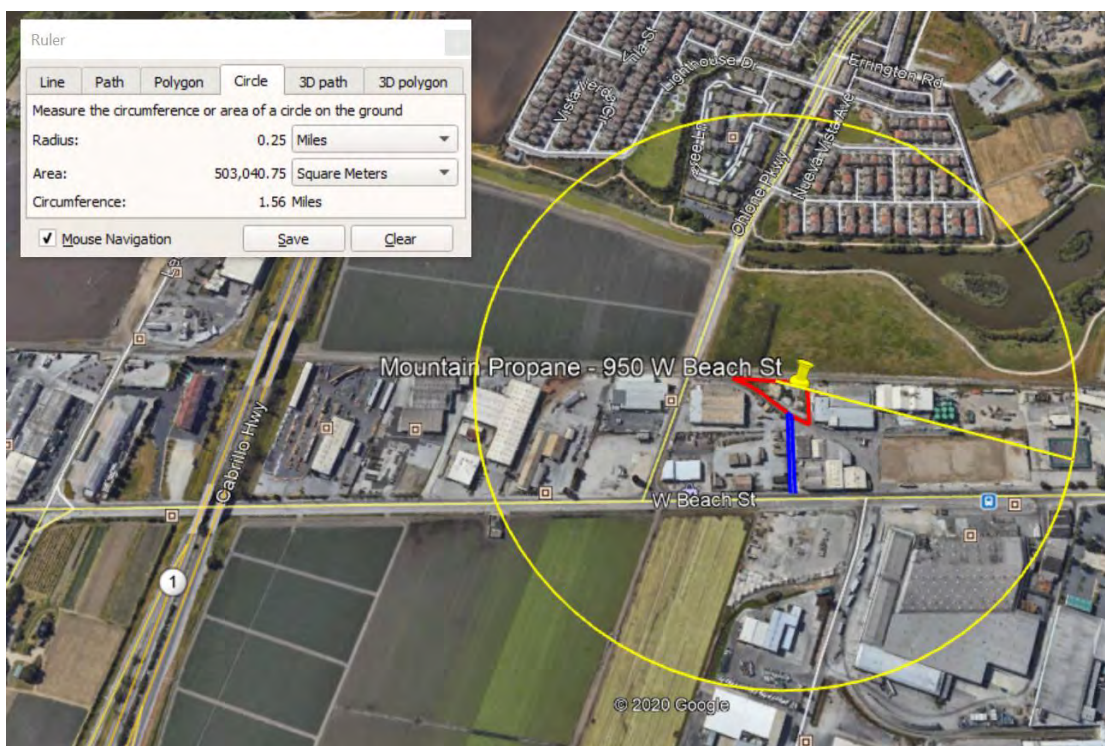 Ruler
Line Path Polygon Circle 3D path 3D polygon
Measure the circumference or area of a circle on the ground
Radius: 0.25 Miles
Area: 503,040.75 Square Meters
Circumference: 1.56 Miles
Mouse Navigation Save Clear
Lighthouse Dr
Errington Rd
Nueva Vista Ave
Ohlone Pkwy
Mountain Propane - 950 W Beach St
Cabrillo Hwy
W Beach St
1
© 2020 Google